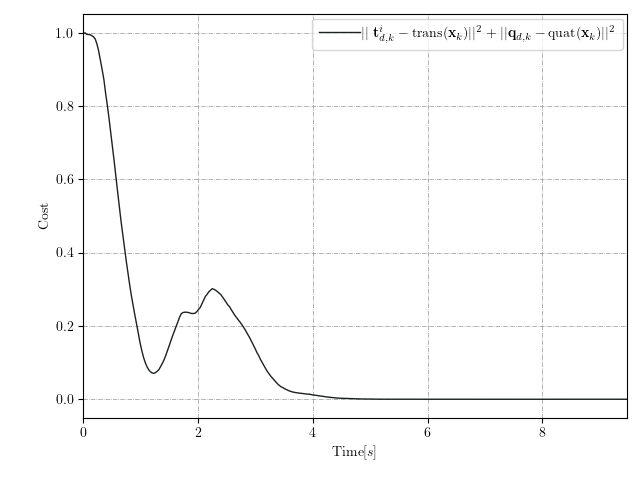 || t^i_{d,k} − trans(x_k)||² + ||q_{d,k} − quat(x_k)||²
1.0
0.8
0.6
0.4
0.2
0.0
Cost
0 2 4 6 8
Time[s]